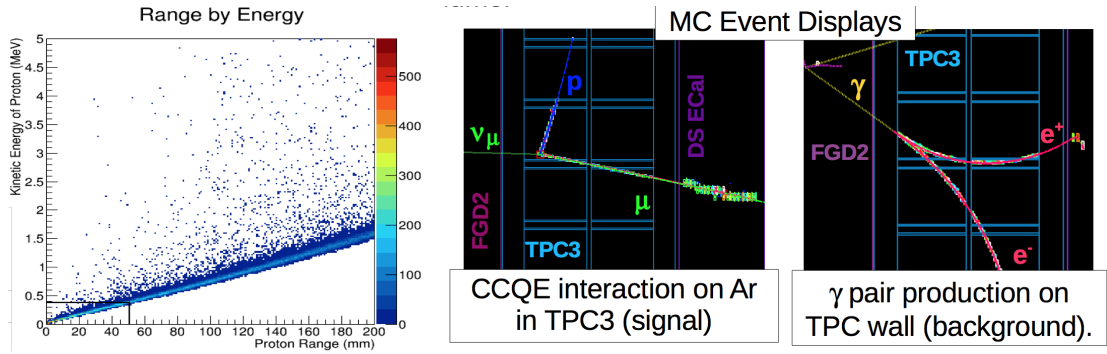 Range by Energy
Kinetic Energy of Proton (MeV)
5
4.5
4
3.5
3
2.5
2
1.5
1
0.5
0
0 20 40 60 80 100 120 140 160 180 200
Proton Range (mm)
500
400
300
200
100
0
MC Event Displays
p
νμ
μ
FGD2
TPC3
DS ECal
CCQE interaction on Ar
in TPC3 (signal)
TPC3
γ
FGD2
e+
e-
γ pair production on
TPC wall (background).